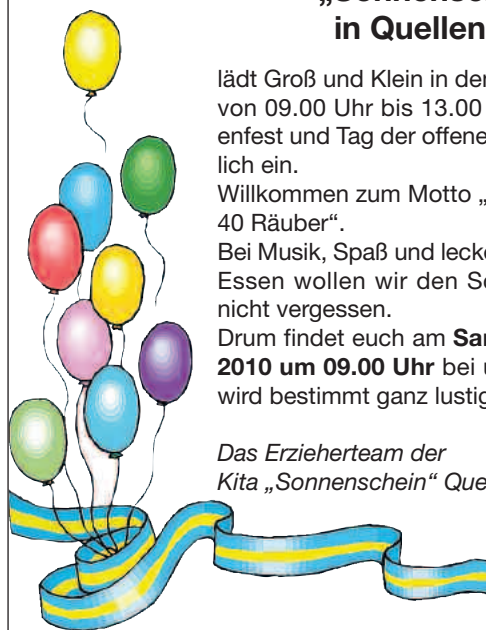 in Quellen
lädt Groß und Klein in der
von 09.00 Uhr bis 13.00
enfest und Tag der offene
lich ein.
Willkommen zum Motto „
40 Räuber“.
Bei Musik, Spaß und lecke
Essen wollen wir den So
nicht vergessen.
Drum findet euch am Sa
2010 um 09.00 Uhr bei u
wird bestimmt ganz lustig
Das Erzieherteam der
Kita „Sonnenschein“ Que